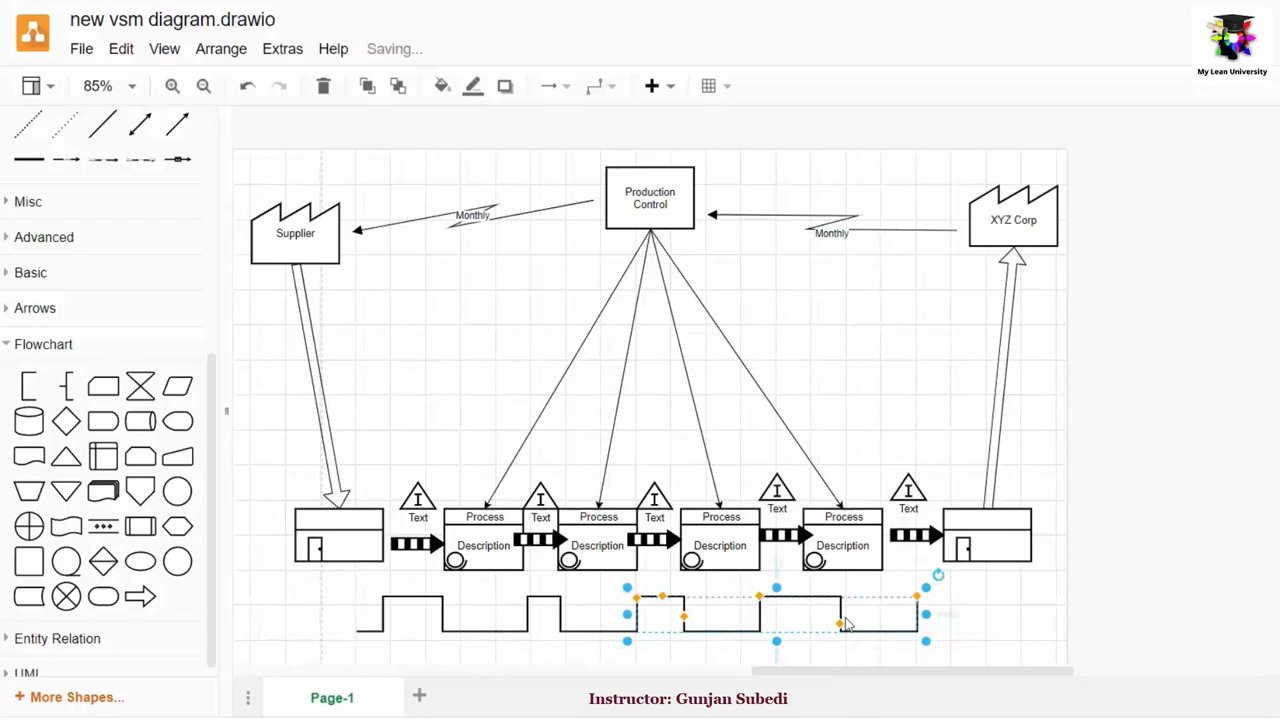 new vsm diagram.drawio
File Edit View Arrange Extras Help Saving...
My Lean University
85%
Misc
Advanced
Basic
Arrows
Flowchart
Entity Relation
UML
+ More Shapes...
Production
Control
Supplier
Monthly
Monthly
XYZ Corp
I I I I I
Text Text Text Text Text
Process Process Process Process
Description Description Description Description
Page-1
Instructor: Gunjan Subedi